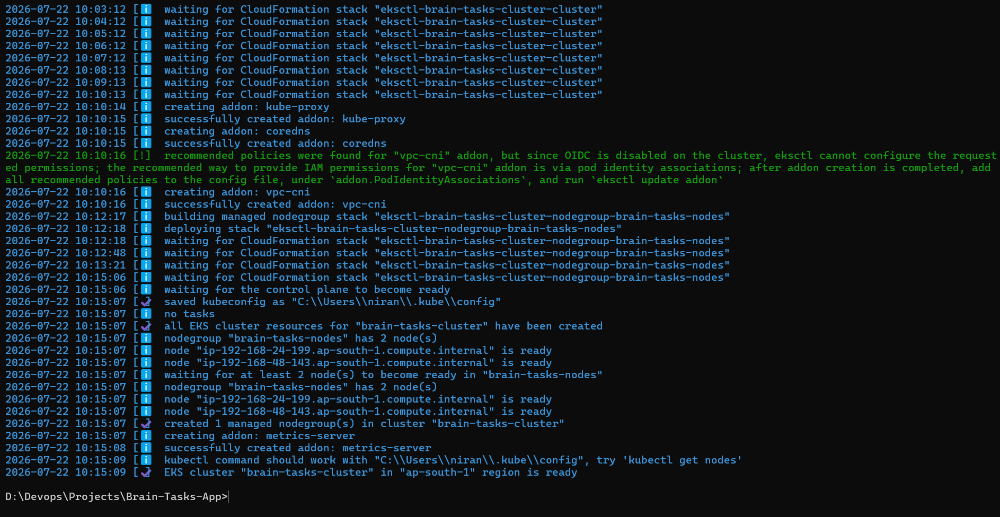 2026-07-22 10:03:12 [ℹ]  waiting for CloudFormation stack "eksctl-brain-tasks-cluster-cluster"
2026-07-22 10:04:12 [ℹ]  waiting for CloudFormation stack "eksctl-brain-tasks-cluster-cluster"
2026-07-22 10:05:12 [ℹ]  waiting for CloudFormation stack "eksctl-brain-tasks-cluster-cluster"
2026-07-22 10:06:12 [ℹ]  waiting for CloudFormation stack "eksctl-brain-tasks-cluster-cluster"
2026-07-22 10:07:12 [ℹ]  waiting for CloudFormation stack "eksctl-brain-tasks-cluster-cluster"
2026-07-22 10:08:13 [ℹ]  waiting for CloudFormation stack "eksctl-brain-tasks-cluster-cluster"
2026-07-22 10:09:13 [ℹ]  waiting for CloudFormation stack "eksctl-brain-tasks-cluster-cluster"
2026-07-22 10:10:13 [ℹ]  waiting for CloudFormation stack "eksctl-brain-tasks-cluster-cluster"
2026-07-22 10:10:14 [ℹ]  creating addon: kube-proxy
2026-07-22 10:10:15 [ℹ]  successfully created addon: kube-proxy
2026-07-22 10:10:15 [ℹ]  creating addon: coredns
2026-07-22 10:10:15 [ℹ]  successfully created addon: coredns
2026-07-22 10:10:16 [!]  recommended policies were found for "vpc-cni" addon, but since OIDC is disabled on the cluster, eksctl cannot configure the request
ed permissions; the recommended way to provide IAM permissions for "vpc-cni" addon is via pod identity associations; after addon creation is completed, add
all recommended policies to the config file, under `addon.PodIdentityAssociations`, and run `eksctl update addon`
2026-07-22 10:10:16 [ℹ]  creating addon: vpc-cni
2026-07-22 10:10:16 [ℹ]  successfully created addon: vpc-cni
2026-07-22 10:12:17 [ℹ]  building managed nodegroup stack "eksctl-brain-tasks-cluster-nodegroup-brain-tasks-nodes"
2026-07-22 10:12:18 [ℹ]  deploying stack "eksctl-brain-tasks-cluster-nodegroup-brain-tasks-nodes"
2026-07-22 10:12:18 [ℹ]  waiting for CloudFormation stack "eksctl-brain-tasks-cluster-nodegroup-brain-tasks-nodes"
2026-07-22 10:12:48 [ℹ]  waiting for CloudFormation stack "eksctl-brain-tasks-cluster-nodegroup-brain-tasks-nodes"
2026-07-22 10:13:21 [ℹ]  waiting for CloudFormation stack "eksctl-brain-tasks-cluster-nodegroup-brain-tasks-nodes"
2026-07-22 10:15:06 [ℹ]  waiting for CloudFormation stack "eksctl-brain-tasks-cluster-nodegroup-brain-tasks-nodes"
2026-07-22 10:15:06 [ℹ]  waiting for the control plane to become ready
2026-07-22 10:15:07 [✔]  saved kubeconfig as "C:\\Users\\niran\\.kube\\config"
2026-07-22 10:15:07 [ℹ]  no tasks
2026-07-22 10:15:07 [✔]  all EKS cluster resources for "brain-tasks-cluster" have been created
2026-07-22 10:15:07 [ℹ]  nodegroup "brain-tasks-nodes" has 2 node(s)
2026-07-22 10:15:07 [ℹ]  node "ip-192-168-24-199.ap-south-1.compute.internal" is ready
2026-07-22 10:15:07 [ℹ]  node "ip-192-168-48-143.ap-south-1.compute.internal" is ready
2026-07-22 10:15:07 [ℹ]  waiting for at least 2 node(s) to become ready in "brain-tasks-nodes"
2026-07-22 10:15:07 [ℹ]  nodegroup "brain-tasks-nodes" has 2 node(s)
2026-07-22 10:15:07 [ℹ]  node "ip-192-168-24-199.ap-south-1.compute.internal" is ready
2026-07-22 10:15:07 [ℹ]  node "ip-192-168-48-143.ap-south-1.compute.internal" is ready
2026-07-22 10:15:07 [✔]  created 1 managed nodegroup(s) in cluster "brain-tasks-cluster"
2026-07-22 10:15:07 [ℹ]  creating addon: metrics-server
2026-07-22 10:15:08 [ℹ]  successfully created addon: metrics-server
2026-07-22 10:15:09 [ℹ]  kubectl command should work with "C:\\Users\\niran\\.kube\\config", try 'kubectl get nodes'
2026-07-22 10:15:09 [✔]  EKS cluster "brain-tasks-cluster" in "ap-south-1" region is ready
D:\Devops\Projects\Brain-Tasks-App>